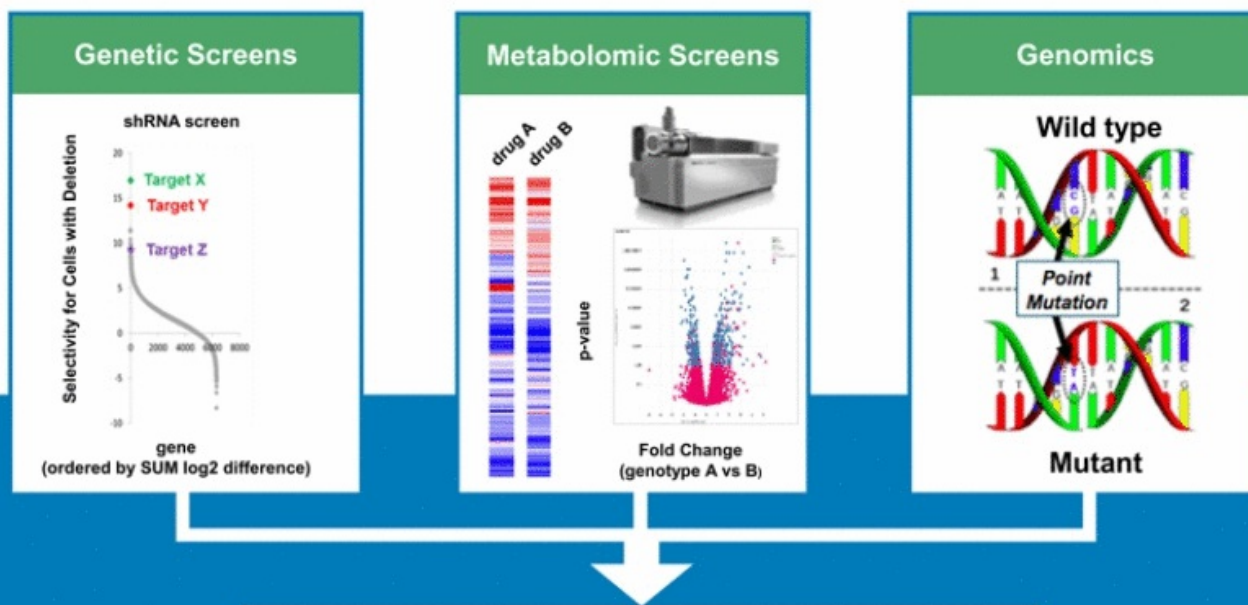 Genetic Screens
shRNA screen
Selectivity for Cells with Deletion
20
15
10
5
0
-5
-10
Target X
Target Y
Target Z
0 2000 4000 6000 8000
gene
(ordered by SUM log2 difference)
Metabolomic Screens
drug A
drug B
p-value
Fold Change
(genotype A vs B)
Genomics
Wild type
1
Point
Mutation
2
Mutant